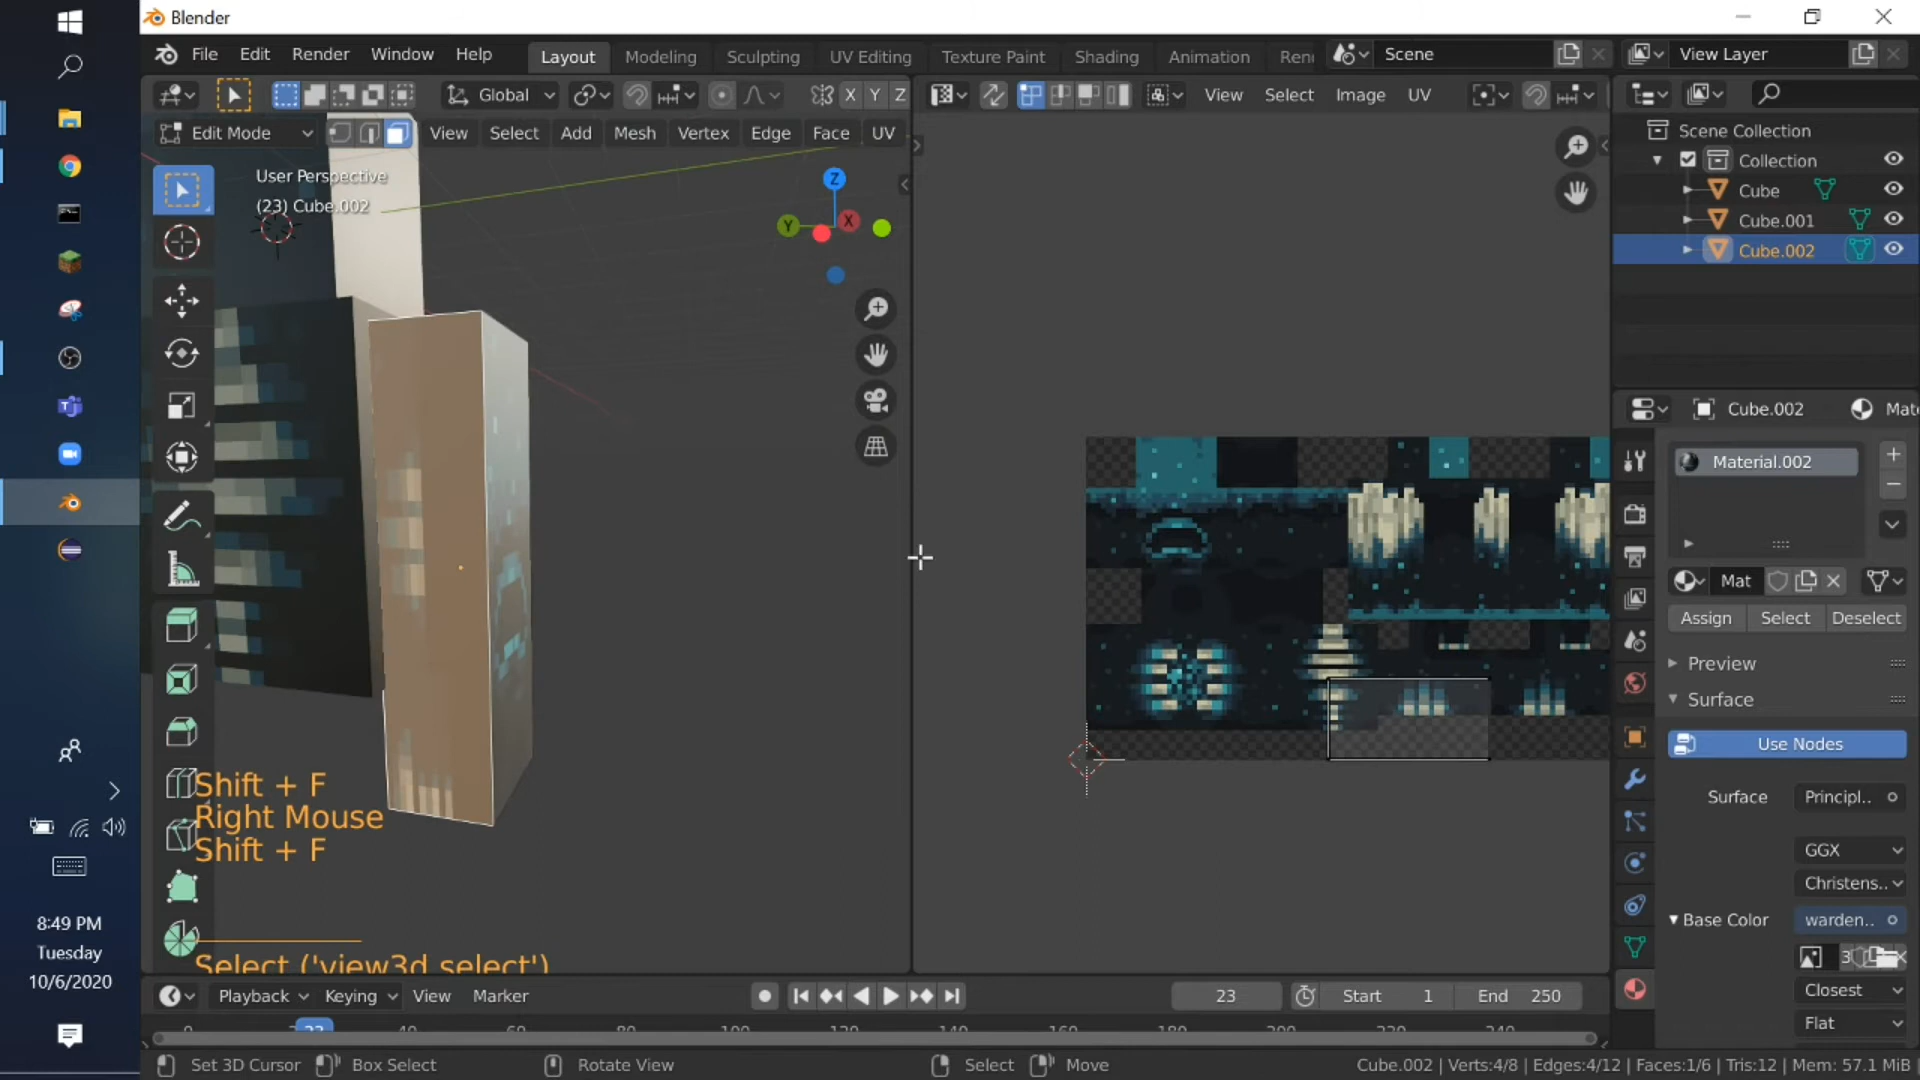 Blender
File Edit Render Window Help Layout Modeling Sculpting UV Editing Texture Paint Shading Animation Scene View Layer
Global X Y Z View Select Image UV
Edit Mode View Select Add Mesh Vertex Edge Face UV
User Perspective
(23) Cube.002
Z
Y X
Scene Collection
Collection
Cube
Cube.001
Cube.002
Cube.002 Mate
Material.002
Mat
Assign Select Deselect
Preview
Surface
Use Nodes
Surface Principl..
GGX
Christens..
Base Color warden..
3
Closest
Flat
Shift + F
Right Mouse
Shift + F
Select ('view3d.select')
8:49 PM
Tuesday
10/6/2020
Playback Keying View Marker 23 Start 1 End 250
Set 3D Cursor Box Select Rotate View Select Move Cube.002 | Verts:4/8 | Edges:4/12 | Faces:1/6 | Tris:12 | Mem: 57.1 MiB